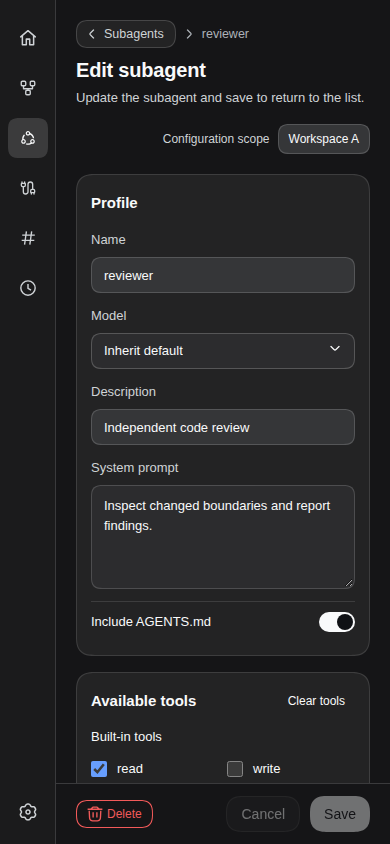 Subagents
reviewer
Edit subagent
Update the subagent and save to return to the list.
Configuration scope
Workspace A
Profile
Name
reviewer
Model
Inherit default
Description
Independent code review
System prompt
Inspect changed boundaries and report
findings.
Include AGENTS.md
Available tools
Clear tools
Built-in tools
read
write
Delete
Cancel
Save